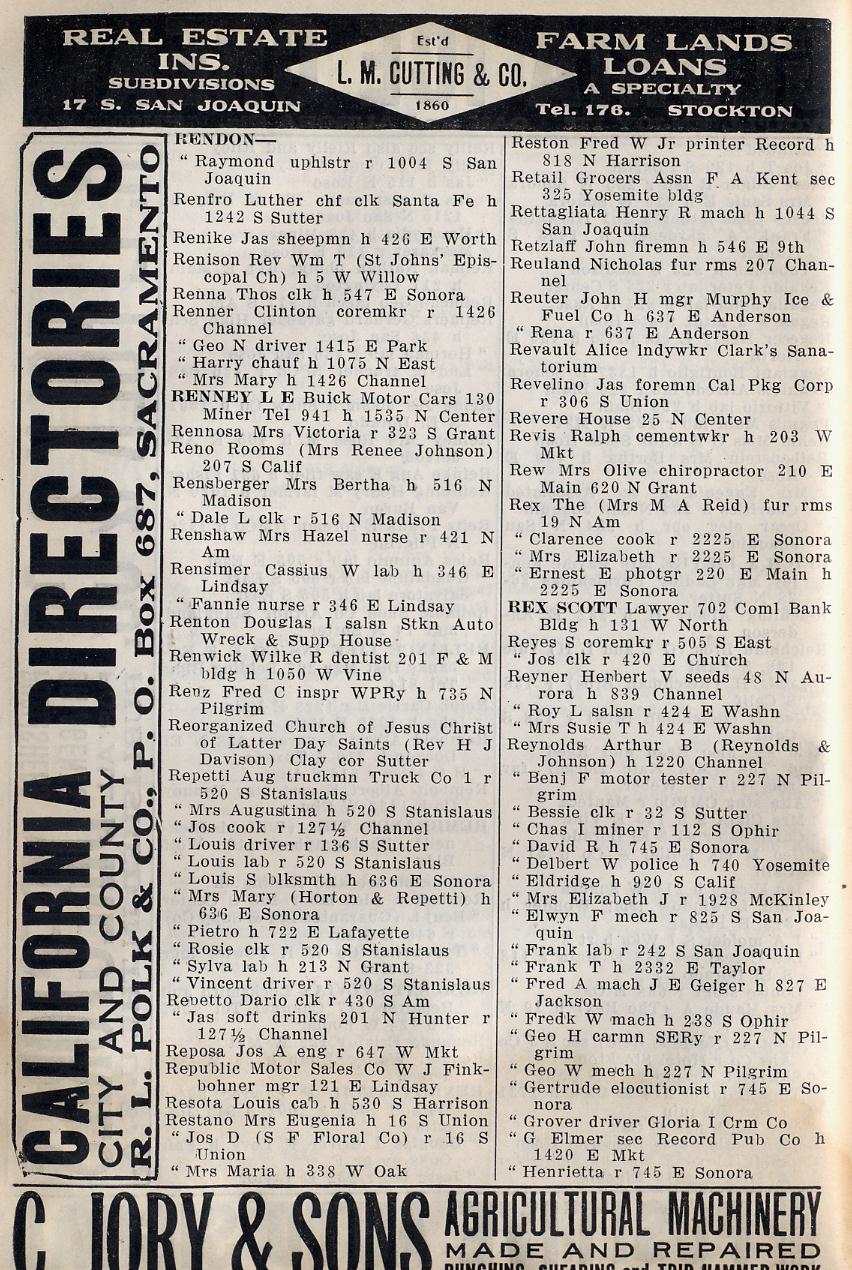 REAL ESTATE
INS.
SUBDIVISIONS
17 S. SAN JOAQUIN
Est'd
L. M. CUTTING & CO.
1860
FARM LANDS
LOANS
A SPECIALTY
Tel. 176. STOCKTON
CALIFORNIA DIRECTORIES
CITY AND COUNTY
R. L. POLK & CO., P. O. Box 687, SACRAMENTO
RENDON—
" Raymond uphlstr r 1004 S San
Joaquin
Renfro Luther chf clk Santa Fe h
1242 S Sutter
Renike Jas sheepmn h 426 E Worth
Renison Rev Wm T (St Johns' Epis-
copal Ch) h 5 W Willow
Renna Thos clk h 547 E Sonora
Renner Clinton coremkr r 1426
Channel
" Geo N driver 1415 E Park
" Harry chauf h 1075 N East
" Mrs Mary h 1426 Channel
RENNEY L E Buick Motor Cars 130
Miner Tel 941 h 1535 N Center
Rennosa Mrs Victoria r 323 S Grant
Reno Rooms (Mrs Renee Johnson)
207 S Calif
Rensberger Mrs Bertha h 516 N
Madison
" Dale L clk r 516 N Madison
Renshaw Mrs Hazel nurse r 421 N
Am
Rensimer Cassius W lab h 346 E
Lindsay
" Fannie nurse r 346 E Lindsay
Renton Douglas I salsn Stkn Auto
Wreck & Supp House
Renwick Wilke R dentist 201 F & M
bldg h 1050 W Vine
Renz Fred C inspr WPRy h 735 N
Pilgrim
Reorganized Church of Jesus Christ
of Latter Day Saints (Rev H J
Davison) Clay cor Sutter
Repetti Aug truckmn Truck Co 1 r
520 S Stanislaus
" Mrs Augustina h 520 S Stanislaus
" Jos cook r 127½ Channel
" Louis driver r 136 S Sutter
" Louis lab r 520 S Stanislaus
" Louis S blksmth h 636 E Sonora
" Mrs Mary (Horton & Repetti) h
636 E Sonora
" Pietro h 722 E Lafayette
" Rosie clk r 520 S Stanislaus
" Sylva lab h 213 N Grant
" Vincent driver r 520 S Stanislaus
Repetto Dario clk r 430 S Am
" Jas soft drinks 201 N Hunter r
127½ Channel
Reposa Jos A eng r 647 W Mkt
Republic Motor Sales Co W J Fink-
bohner mgr 121 E Lindsay
Resota Louis cab h 530 S Harrison
Restano Mrs Eugenia h 16 S Union
" Jos D (S F Floral Co) r 16 S
Union
" Mrs Maria h 338 W Oak
Reston Fred W Jr printer Record h
818 N Harrison
Retail Grocers Assn F A Kent sec
325 Yosemite bldg
Rettagliata Henry R mach h 1044 S
San Joaquin
Retzlaff John firemn h 546 E 9th
Reuland Nicholas fur rms 207 Chan-
nel
Reuter John H mgr Murphy Ice &
Fuel Co h 637 E Anderson
" Rena r 637 E Anderson
Revault Alice lndywkr Clark's Sana-
torium
Revelino Jas foremn Cal Pkg Corp
r 306 S Union
Revere House 25 N Center
Revis Ralph cementwkr h 203 W
Mkt
Rew Mrs Olive chiropractor 210 E
Main 620 N Grant
Rex The (Mrs M A Reid) fur rms
19 N Am
" Clarence cook r 2225 E Sonora
" Mrs Elizabeth r 2225 E Sonora
" Ernest E photgr 220 E Main h
2225 E Sonora
REX SCOTT Lawyer 702 Coml Bank
Bldg h 131 W North
Reyes S coremkr r 505 S East
" Jos clk r 420 E Church
Reyner Herbert V seeds 48 N Au-
rora h 839 Channel
" Roy L salsn r 424 E Washn
" Mrs Susie T h 424 E Washn
Reynolds Arthur B (Reynolds &
Johnson) h 1220 Channel
" Benj F motor tester r 227 N Pil-
grim
" Bessie clk r 32 S Sutter
" Chas I miner r 112 S Ophir
" David R h 745 E Sonora
" Delbert W police h 740 Yosemite
" Eldridge h 920 S Calif
" Mrs Elizabeth J r 1928 McKinley
" Elwyn F mech r 825 S San Joa-
quin
" Frank lab r 242 S San Joaquin
" Frank T h 2332 E Taylor
" Fred A mach J E Geiger h 827 E
Jackson
" Fredk W mach h 238 S Ophir
" Geo H carmn SERy r 227 N Pil-
grim
" Geo W mech h 227 N Pilgrim
" Gertrude elocutionist r 745 E So-
nora
" Grover driver Gloria I Crm Co
" G Elmer sec Record Pub Co h
1420 E Mkt
" Henrietta r 745 E Sonora
C JORY & SONS
AGRICULTURAL MACHINERY
MADE AND REPAIRED
PUNCHING, SHEARING and TRIP HAMMER WORK